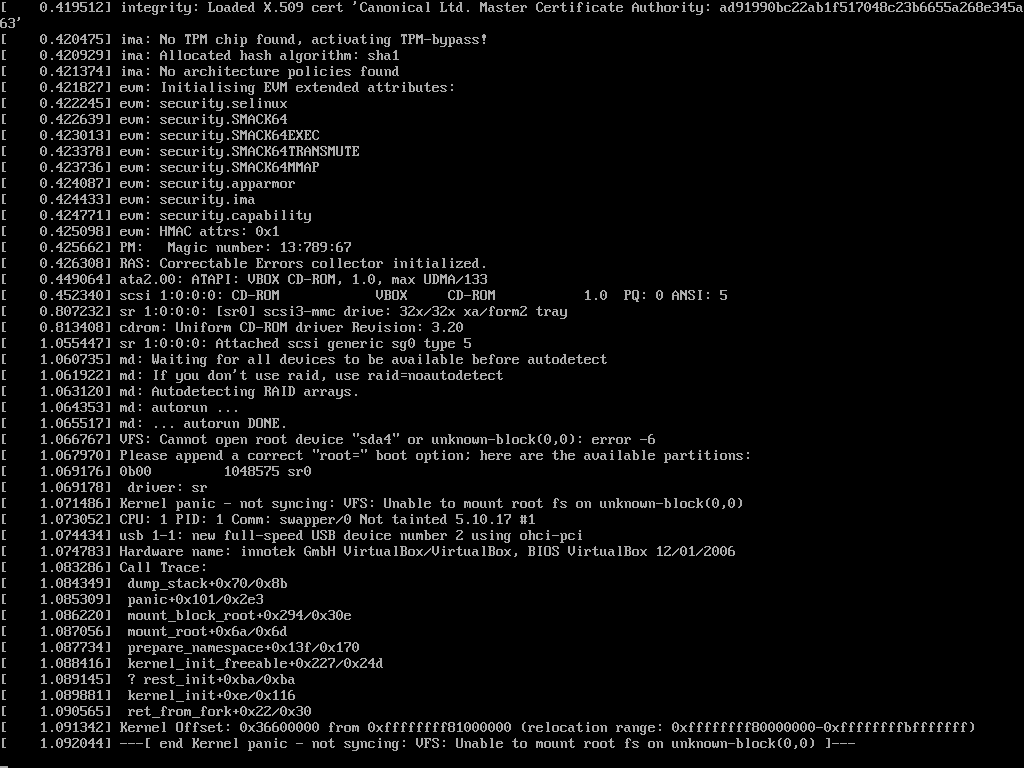 [    0.419512] integrity: Loaded X.509 cert 'Canonical Ltd. Master Certificate Authority: ad91990bc22ab1f517048c23b6655a268e345a
63'
[    0.420475] ima: No TPM chip found, activating TPM-bypass!
[    0.420929] ima: Allocated hash algorithm: sha1
[    0.421374] ima: No architecture policies found
[    0.421827] evm: Initialising EVM extended attributes:
[    0.422245] evm: security.selinux
[    0.422639] evm: security.SMACK64
[    0.423013] evm: security.SMACK64EXEC
[    0.423378] evm: security.SMACK64TRANSMUTE
[    0.423736] evm: security.SMACK64MMAP
[    0.424087] evm: security.apparmor
[    0.424433] evm: security.ima
[    0.424771] evm: security.capability
[    0.425098] evm: HMAC attrs: 0x1
[    0.425662] PM:   Magic number: 13:789:67
[    0.426308] RAS: Correctable Errors collector initialized.
[    0.449064] ata2.00: ATAPI: VBOX CD-ROM, 1.0, max UDMA/133
[    0.452340] scsi 1:0:0:0: CD-ROM            VBOX     CD-ROM           1.0  PQ: 0 ANSI: 5
[    0.807232] sr 1:0:0:0: [sr0] scsi3-mmc drive: 32x/32x xa/form2 tray
[    0.813408] cdrom: Uniform CD-ROM driver Revision: 3.20
[    1.055447] sr 1:0:0:0: Attached scsi generic sg0 type 5
[    1.060735] md: Waiting for all devices to be available before autodetect
[    1.061922] md: If you don't use raid, use raid=noautodetect
[    1.063120] md: Autodetecting RAID arrays.
[    1.064353] md: autorun ...
[    1.065517] md: ... autorun DONE.
[    1.066767] VFS: Cannot open root device "sda4" or unknown-block(0,0): error -6
[    1.067970] Please append a correct "root=" boot option; here are the available partitions:
[    1.069176] 0b00         1048575 sr0
[    1.069178]  driver: sr
[    1.071486] Kernel panic - not syncing: VFS: Unable to mount root fs on unknown-block(0,0)
[    1.073052] CPU: 1 PID: 1 Comm: swapper/0 Not tainted 5.10.17 #1
[    1.074434] usb 1-1: new full-speed USB device number 2 using ohci-pci
[    1.074783] Hardware name: innotek GmbH VirtualBox/VirtualBox, BIOS VirtualBox 12/01/2006
[    1.083286] Call Trace:
[    1.084349]  dump_stack+0x70/0x8b
[    1.085309]  panic+0x101/0x2e3
[    1.086220]  mount_block_root+0x294/0x30e
[    1.087056]  mount_root+0x6a/0x6d
[    1.087734]  prepare_namespace+0x13f/0x170
[    1.088416]  kernel_init_freeable+0x227/0x24d
[    1.089145]  ? rest_init+0xba/0xba
[    1.089881]  kernel_init+0xe/0x116
[    1.090565]  ret_from_fork+0x22/0x30
[    1.091342] Kernel Offset: 0x36600000 from 0xffffffff81000000 (relocation range: 0xffffffff80000000-0xffffffffbfffffff)
[    1.092044] ---[ end Kernel panic - not syncing: VFS: Unable to mount root fs on unknown-block(0,0) ]---